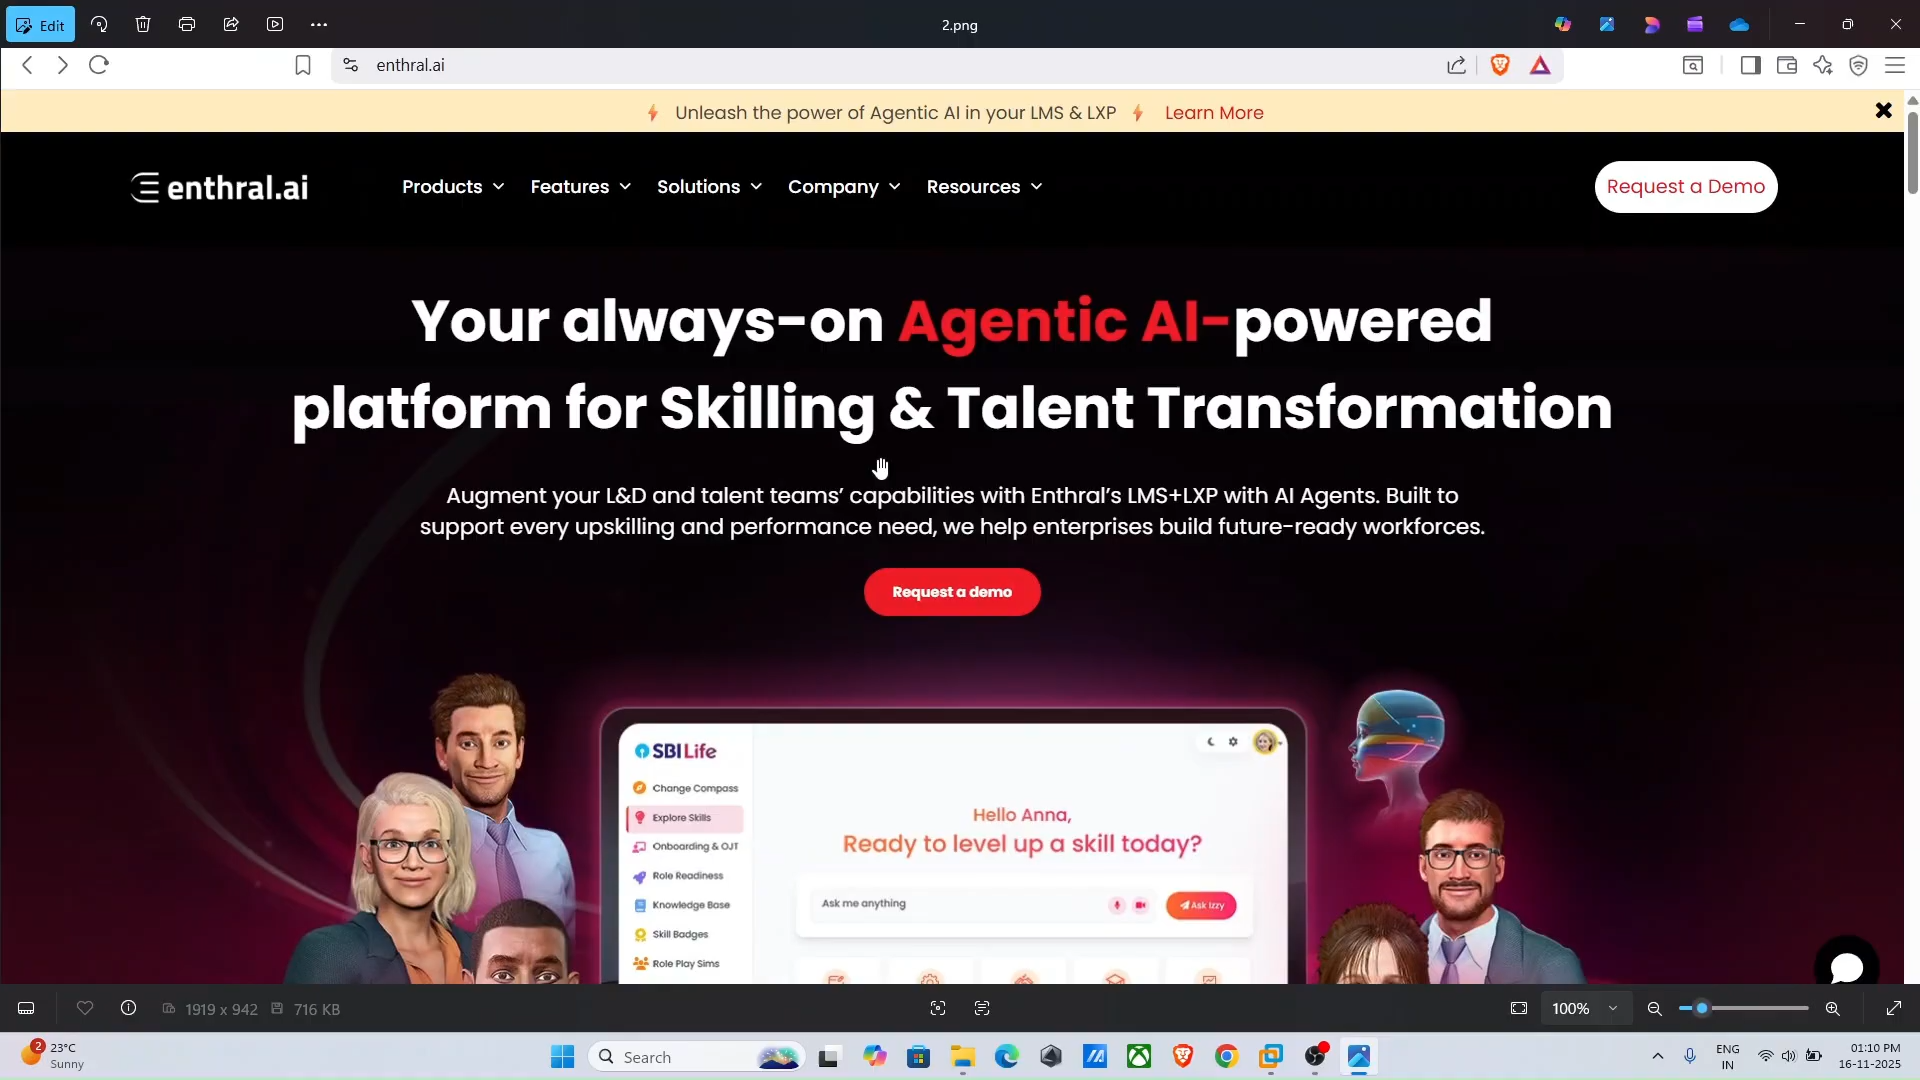 Edit
2.png
enthral.ai
Unleash the power of Agentic AI in your LMS & LXP Learn More
enthral.ai Products Features Solutions Company Resources Request a Demo
Your always-on Agentic AI-powered
platform for Skilling & Talent Transformation
Augment your L&D and talent teams’ capabilities with Enthral’s LMS+LXP with AI Agents. Built to
support every upskilling and performance need, we help enterprises build future-ready workforces.
Request a demo
SBI Life
Change Compass
Explore Skills
Onboarding & OJT
Role Readiness
Knowledge Base
Skill Badges
Role Play Sims
Hello Anna,
Ready to level up a skill today?
Ask me anything
Ask Izzy
1919 x 942 716 KB 100%
2 23°C
Sunny
Search
ENG
IN
01:10 PM
16-11-2025